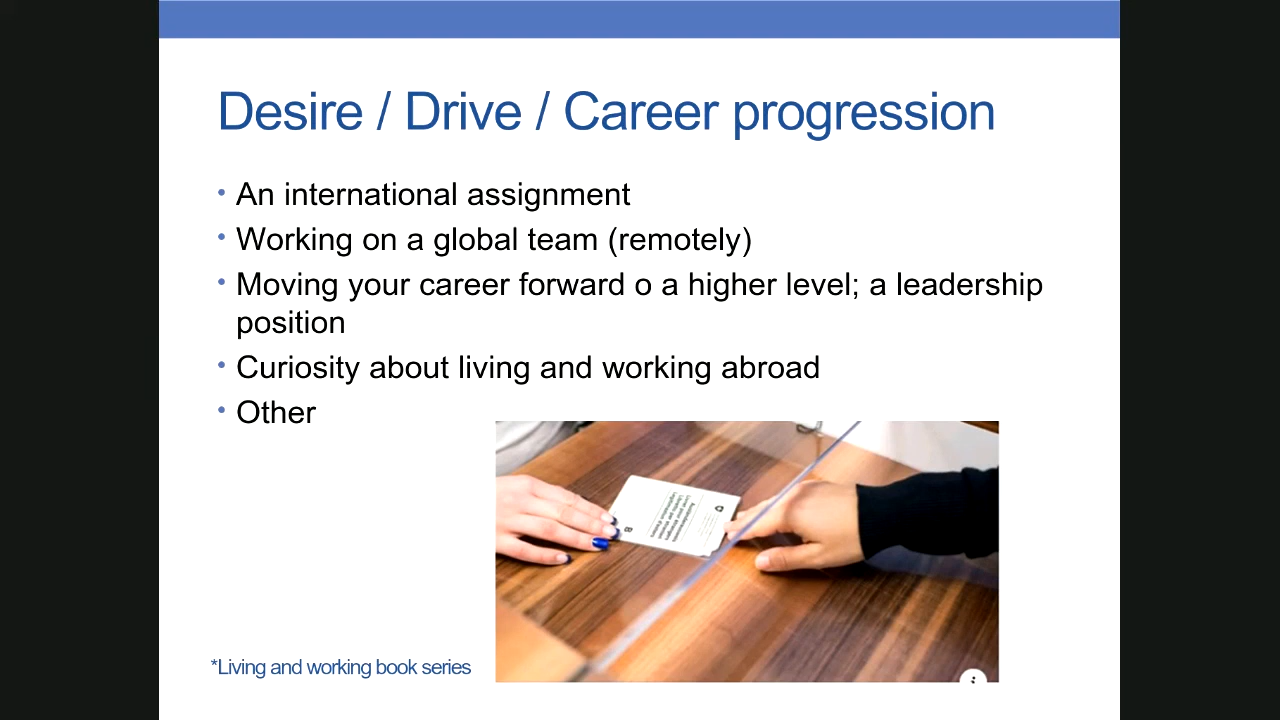 Desire / Drive / Career progression
• An international assignment
• Working on a global team (remotely)
• Moving your career forward o a higher level; a leadership
position
• Curiosity about living and working abroad
• Other
B
*Living and working book series
i